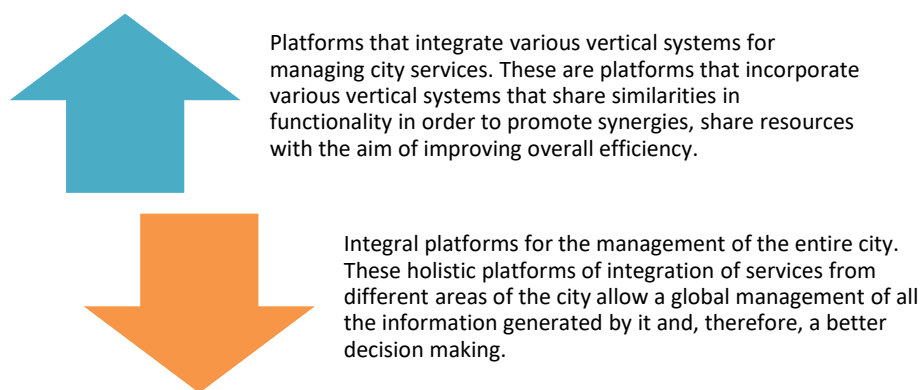 Platforms that integrate various vertical systems for
managing city services. These are platforms that incorporate
various vertical systems that share similarities in
functionality in order to promote synergies, share resources
with the aim of improving overall efficiency.
Integral platforms for the management of the entire city.
These holistic platforms of integration of services from
different areas of the city allow a global management of all
the information generated by it and, therefore, a better
decision making.